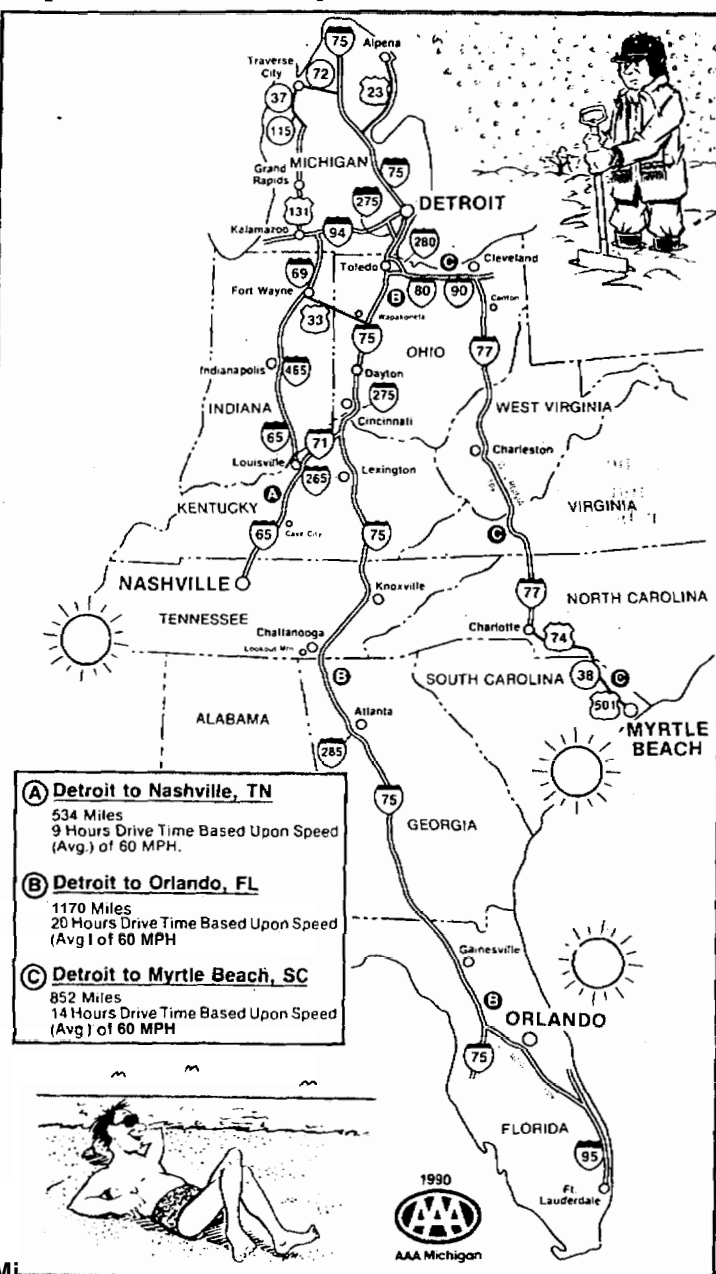 75
Alpena
Traverse
City
72
37
23
115
MICHIGAN
Grand
Rapids
75
275
131
DETROIT
Kalamazoo
94
280
C
Toledo
Cleveland
69
80
90
B
Fort Wayne
Canton
33
Wapakoneta
75
OHIO
77
Indianapolis
465
Dayton
275
INDIANA
WEST VIRGINIA
Cincinnati
65
71
Louisville
Charleston
265
Lexington
A
KENTUCKY
VIRGINIA
65
Cave City
75
C
NASHVILLE
Knoxville
77
NORTH CAROLINA
TENNESSEE
Charlotte
74
Challanooga
Lookout Mtn
B
SOUTH CAROLINA
38
C
501
ALABAMA
Atlanta
MYRTLE
BEACH
285
75
GEORGIA
A Detroit to Nashville, TN
534 Miles
9 Hours Drive Time Based Upon Speed
(Avg.) of 60 MPH.
B Detroit to Orlando, FL
1170 Miles
20 Hours Drive Time Based Upon Speed
(Avg ) of 60 MPH
C Detroit to Myrtle Beach, SC
852 Miles
14 Hours Drive Time Based Upon Speed
(Avg ) of 60 MPH
Gainesville
B
ORLANDO
75
FLORIDA
95
Ft.
Lauderdale
1990
AAA
AAA Michigan
Mi